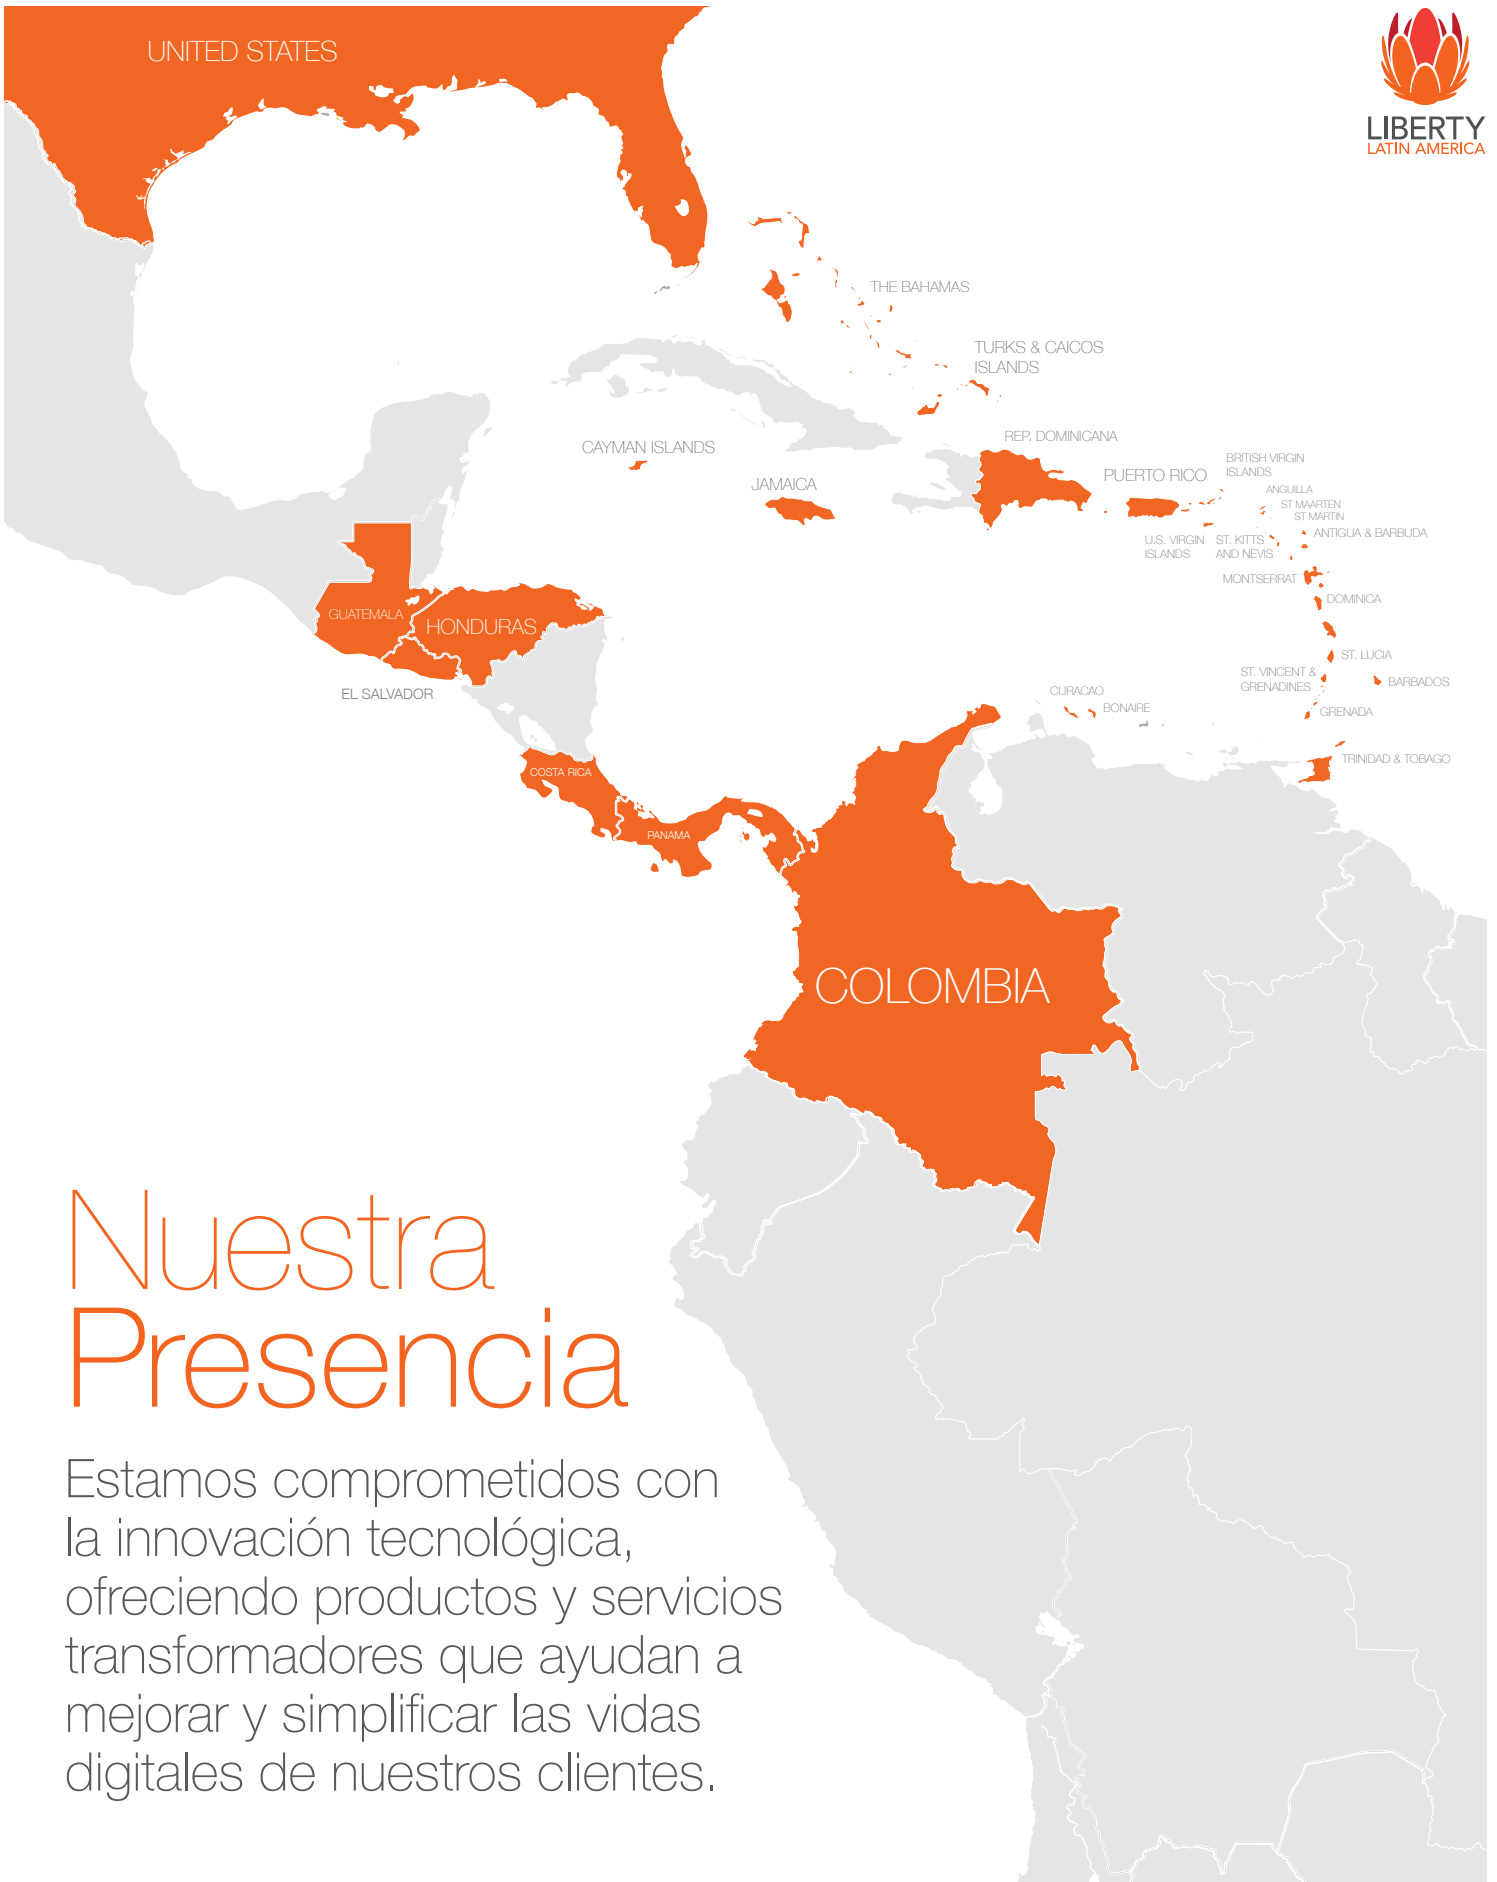 UNITED STATES
LIBERTY
LATIN AMERICA
THE BAHAMAS
TURKS & CAICOS
ISLANDS
CAYMAN ISLANDS
JAMAICA
REP. DOMINICANA
PUERTO RICO
BRITISH VIRGIN
ISLANDS
ANGUILLA
ST MAARTEN
ST MARTIN
U.S. VIRGIN
ISLANDS
ST. KITTS
AND NEVIS
ANTIGUA & BARBUDA
MONTSERRAT
DOMINICA
GUATEMALA
HONDURAS
EL SALVADOR
ST. LUCIA
ST. VINCENT &
GRENADINES
BARBADOS
CURACAO
BONAIRE
GRENADA
TRINIDAD & TOBAGO
COSTA RICA
PANAMA
COLOMBIA
Nuestra
Presencia
Estamos comprometidos con
la innovación tecnológica,
ofreciendo productos y servicios
transformadores que ayudan a
mejorar y simplificar las vidas
digitales de nuestros clientes.